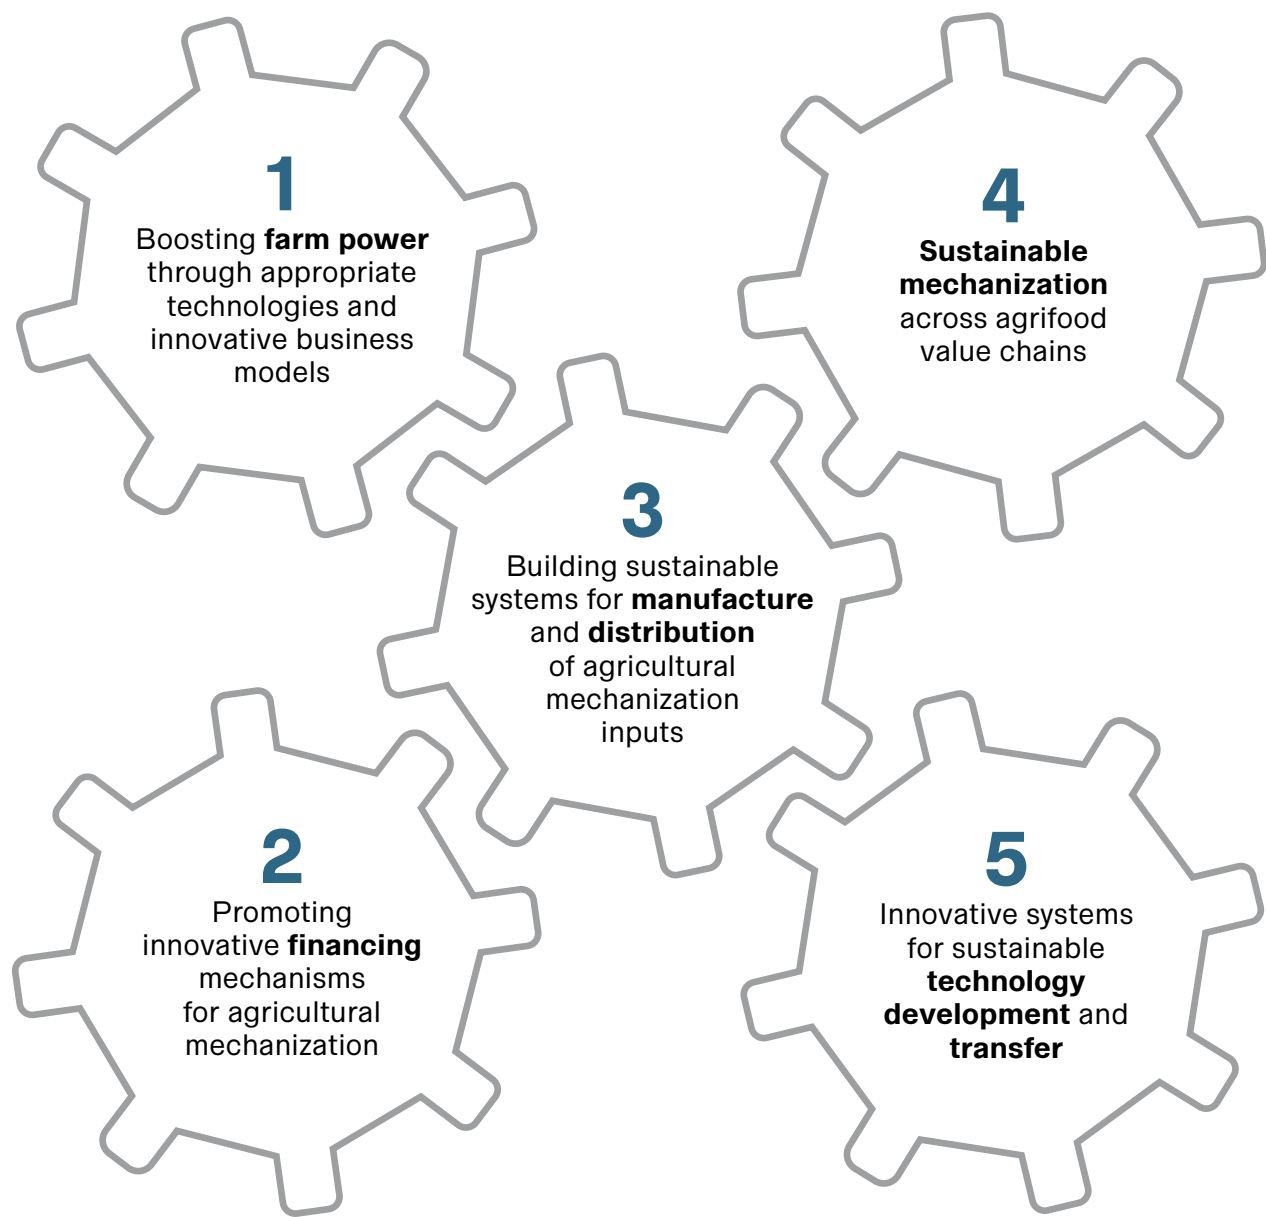 1
Boosting farm power
through appropriate
technologies and
innovative business
models
2
Promoting
innovative financing
mechanisms
for agricultural
mechanization
3
Building sustainable
systems for manufacture
and distribution
of agricultural
mechanization
inputs
4
Sustainable
mechanization
across agrifood
value chains
5
Innovative systems
for sustainable
technology
development and
transfer